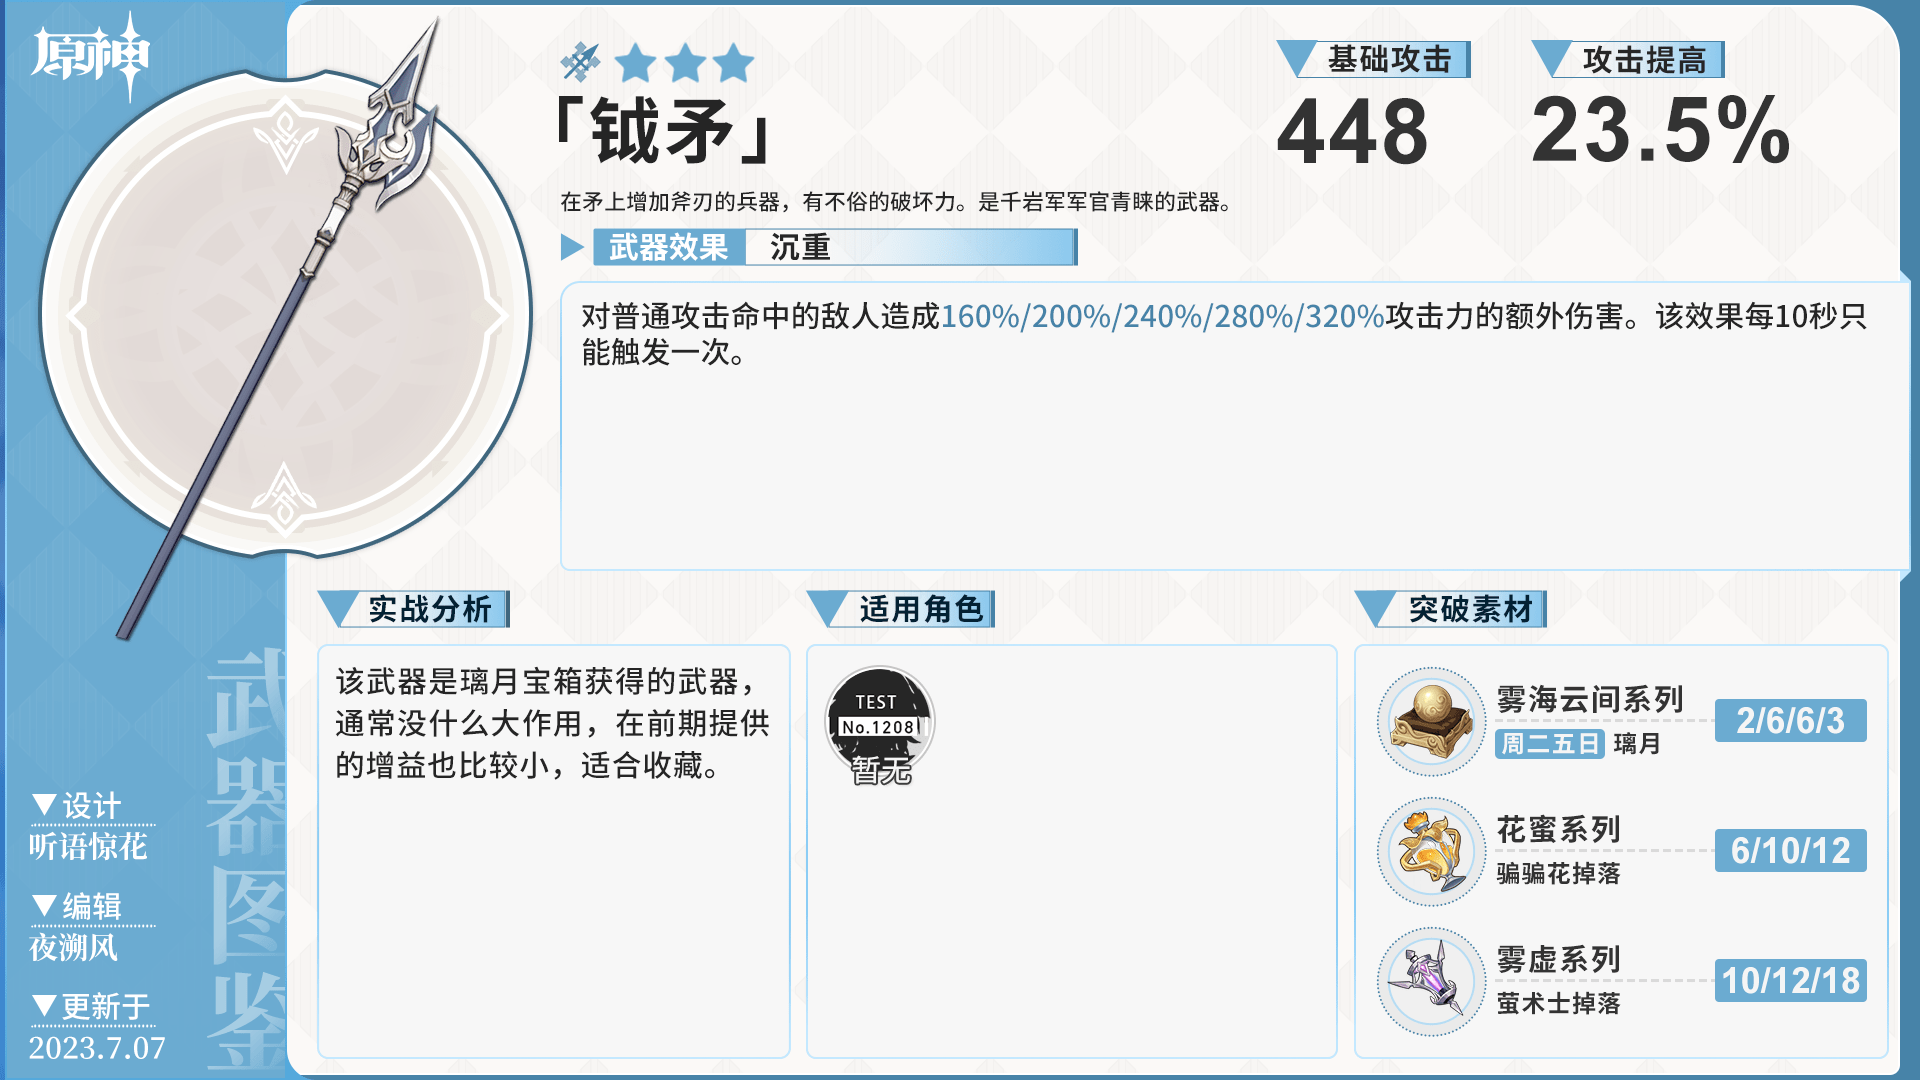 原神
「钺矛」
基础攻击
448
攻击提高
23.5%
在矛上增加斧刃的兵器，有不俗的破坏力。是千岩军军官青睐的武器。
武器效果
沉重
对普通攻击命中的敌人造成160%/200%/240%/280%/320%攻击力的额外伤害。该效果每10秒只
能触发一次。
实战分析
该武器是璃月宝箱获得的武器，
通常没什么大作用，在前期提供
的增益也比较小，适合收藏。
适用角色
TEST
No.1208
暂无
突破素材
雾海云间系列
周二五日 璃月
2/6/6/3
花蜜系列
骗骗花掉落
6/10/12
雾虚系列
萤术士掉落
10/12/18
武器图鉴
▼设计
听语惊花
▼编辑
夜溯风
▼更新于
2023.7.07